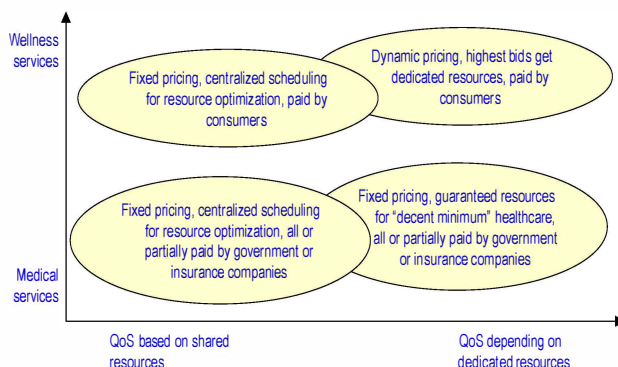 Wellness
services
Fixed pricing, centralized scheduling
for resource optimization, paid by
consumers
Dynamic pricing, highest bids get
dedicated resources, paid by
consumers
Fixed pricing, centralized scheduling
for resource optimization, all or
partially paid by government or
insurance companies
Fixed pricing, guaranteed resources
for “decent minimum” healthcare,
all or partially paid by government
or insurance companies
Medical
services
QoS based on shared
resources
QoS depending on
dedicated resources